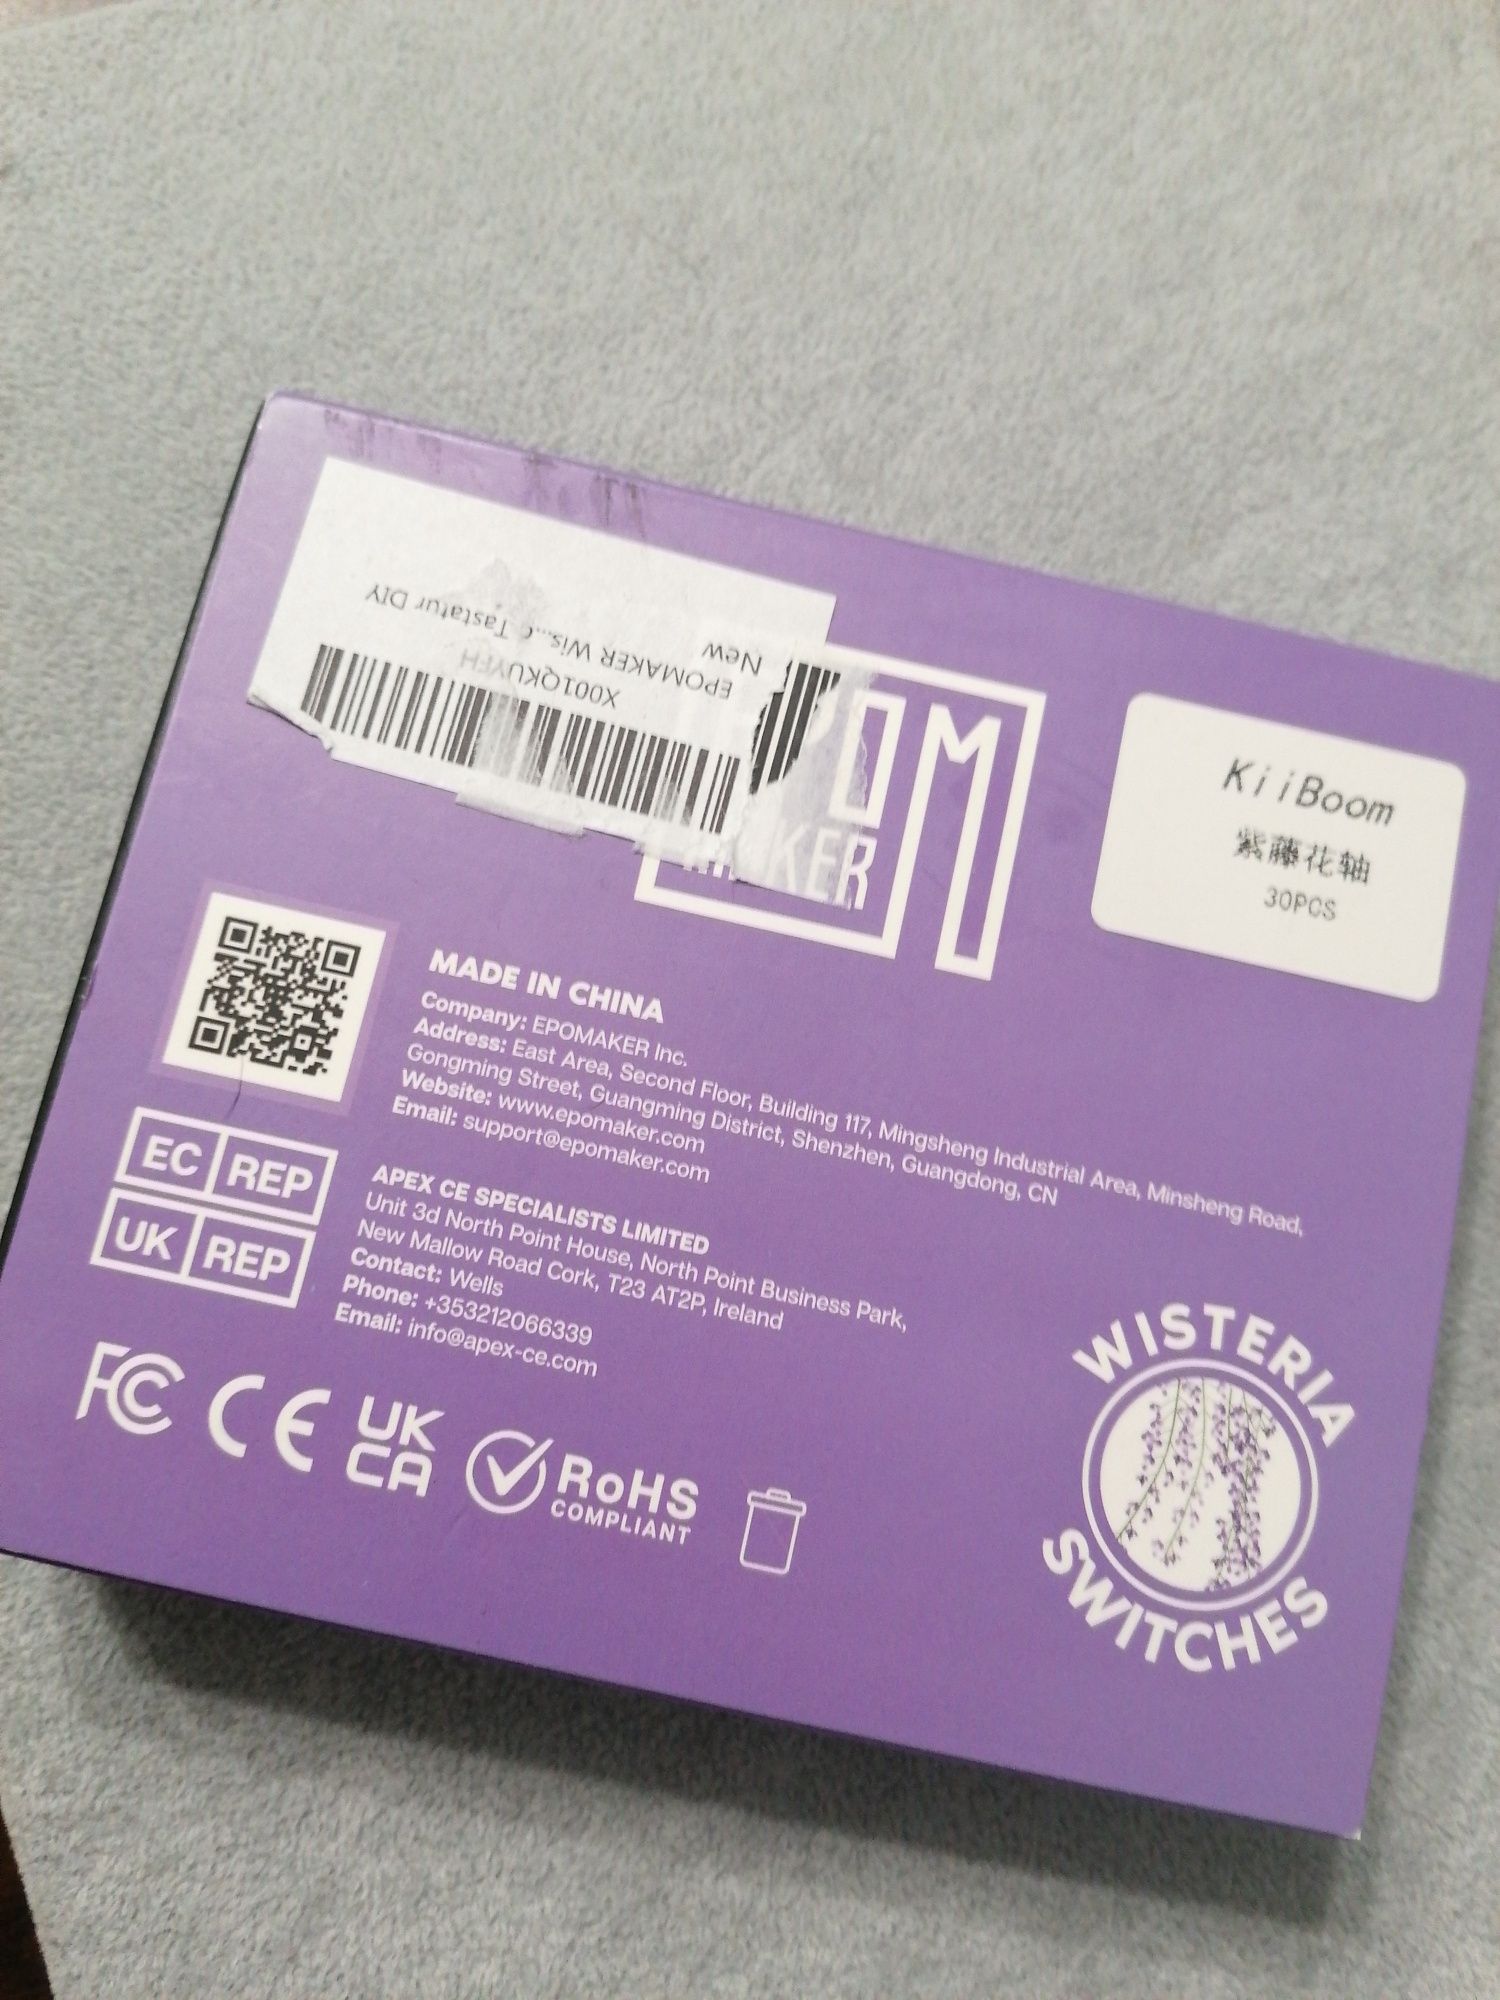 New
EPOMAKER Wis...c Tastatur DIY
X001QKUYFH
MAKER
KiiBoom
紫藤花轴
30PCS
MADE IN CHINA
Company: EPOMAKER Inc.
Address: East Area, Second Floor, Building 117, Mingsheng Industrial Area, Minsheng Road,
Gongming Street, Guangming District, Shenzhen, Guangdong, CN
Website: www.epomaker.com
Email: support@epomaker.com
EC REP
UK REP
APEX CE SPECIALISTS LIMITED
Unit 3d North Point House, North Point Business Park,
New Mallow Road Cork, T23 AT2P, Ireland
Contact: Wells
Phone: +353212066339
Email: info@apex-ce.com
FC CE UK
CA
RoHS
COMPLIANT
WISTERIA
SWITCHES